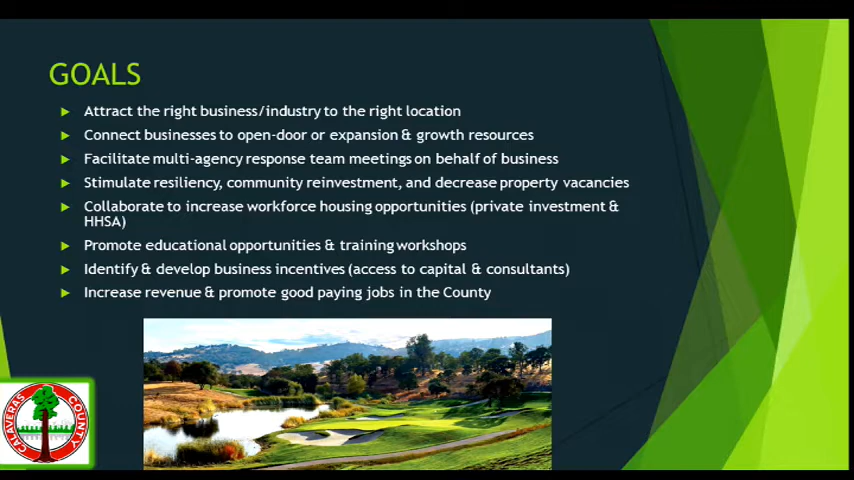 GOALS
Attract the right business/industry to the right location
Connect businesses to open-door or expansion & growth resources
Facilitate multi-agency response team meetings on behalf of business
Stimulate resiliency, community reinvestment, and decrease property vacancies
Collaborate to increase workforce housing opportunities (private investment &
HHSA)
Promote educational opportunities & training workshops
Identify & develop business incentives (access to capital & consultants)
Increase revenue & promote good paying jobs in the County
CALAVERAS COUNTY